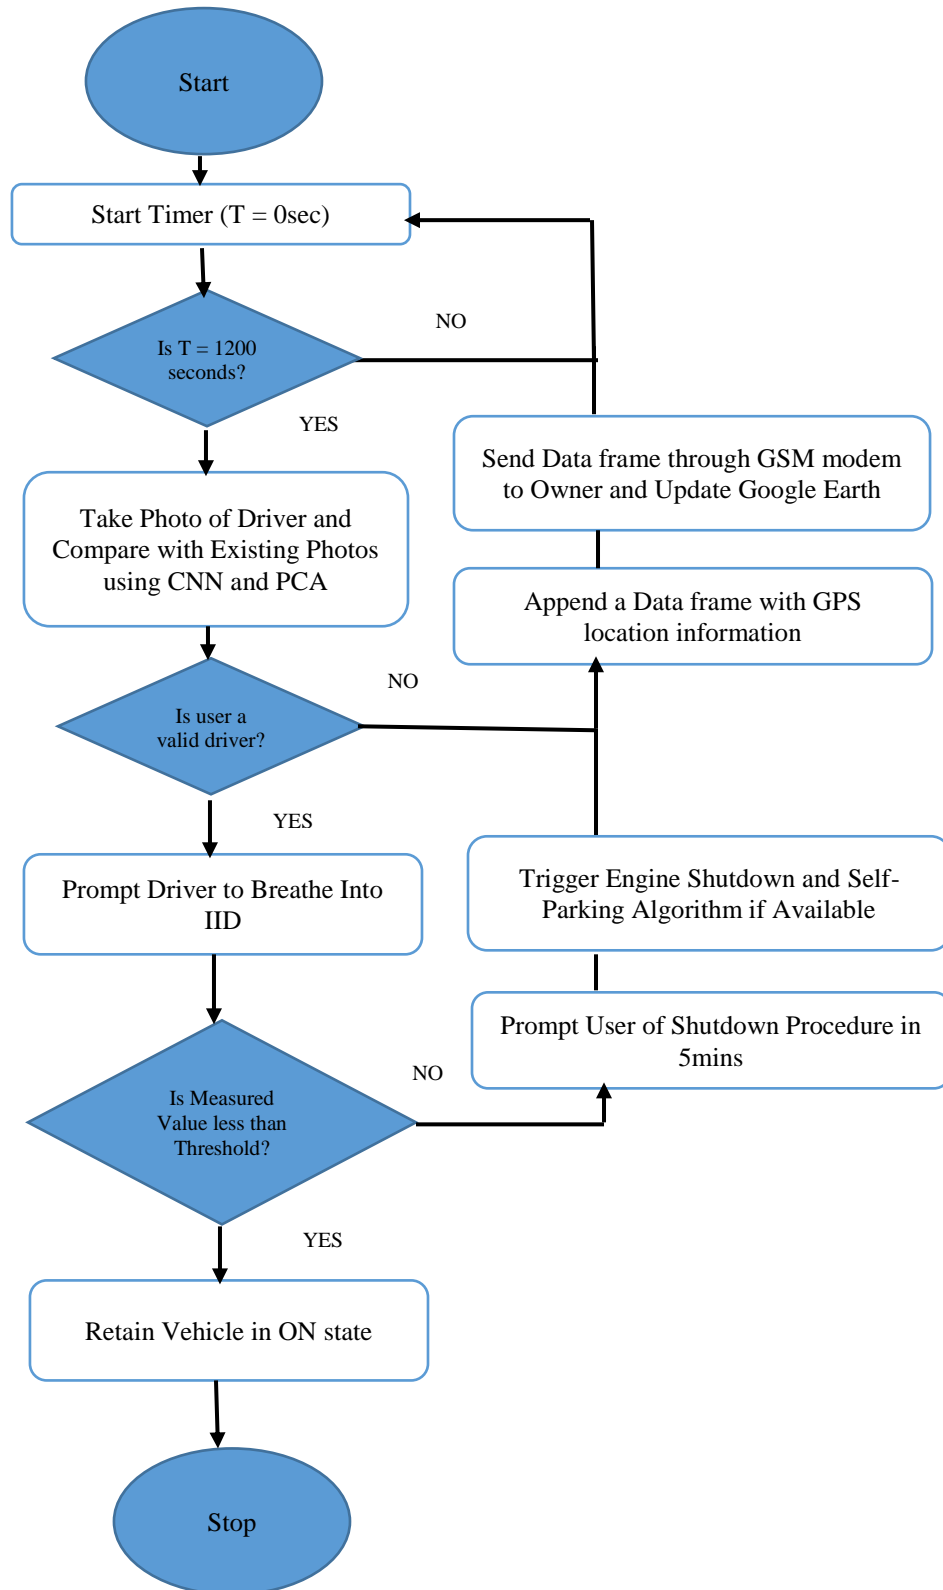 Start
Start Timer (T = 0sec)
NO
Is T = 1200
seconds?
YES
Send Data frame through GSM modem
to Owner and Update Google Earth
Take Photo of Driver and
Compare with Existing Photos
using CNN and PCA
Append a Data frame with GPS
location information
NO
Is user a
valid driver?
YES
Trigger Engine Shutdown and Self-
Parking Algorithm if Available
Prompt Driver to Breathe Into
IID
Prompt User of Shutdown Procedure in
5mins
NO
Is Measured
Value less than
Threshold?
YES
Retain Vehicle in ON state
Stop